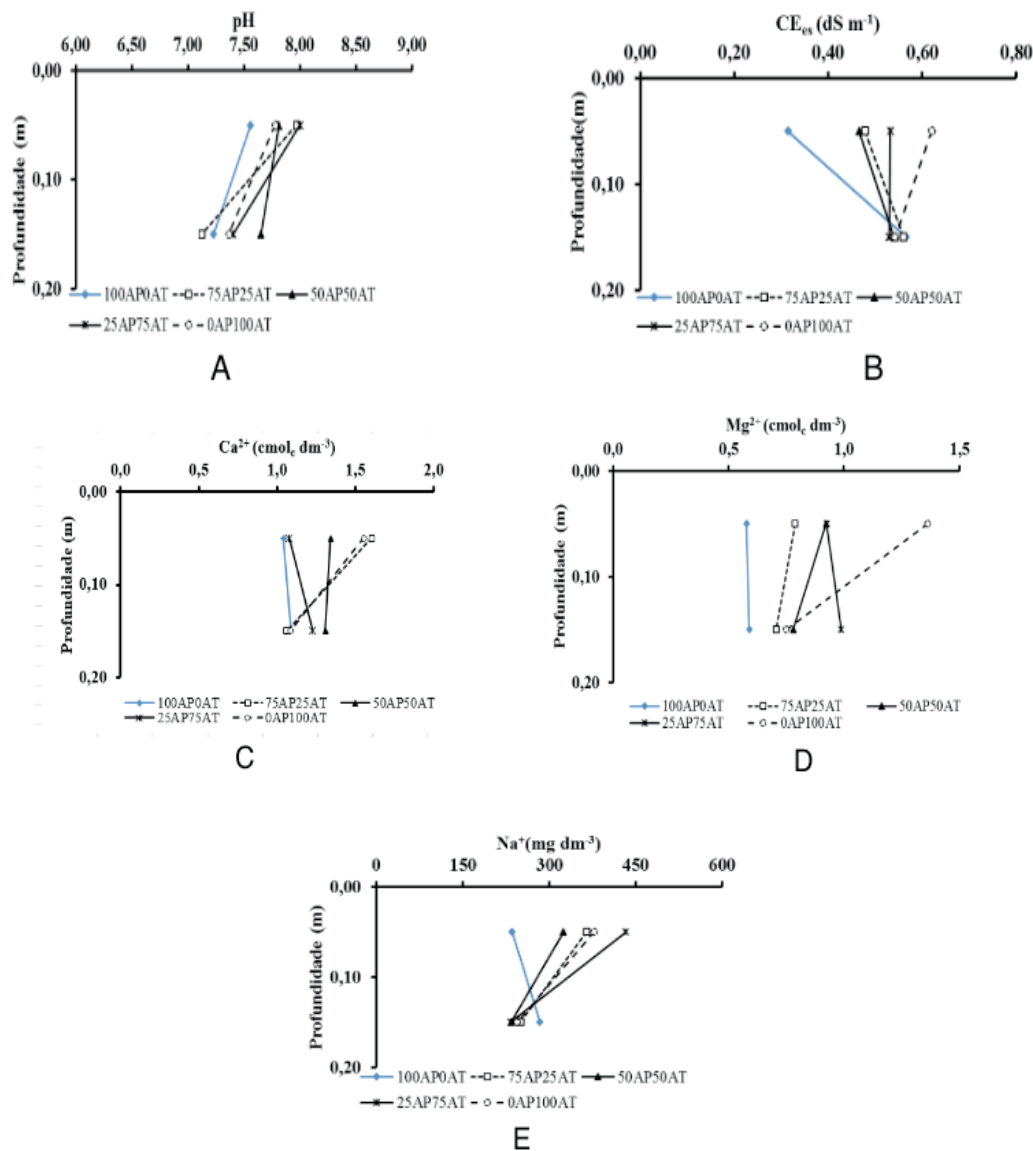 pH
6,00 7,00 7,50 8,00 9,00
0,00
0,10
0,20
Profundidade (m)
100AP0AT 75AP25AT 50AP50AT
25AP75AT 0AP100AT
A
CEes (dS m-1)
0,00 0,20 0,40 0,60 0,80
0,00
0,10
0,20
Profundidade(m)
100AP0AT 75AP25AT 50AP50AT
25AP75AT 0AP100AT
B
Ca2+ (cmolc dm-3)
0,0 0,5 1,0 1,5 2,0
0,00
0,10
0,20
Profundidade (m)
100AP0AT 75AP25AT 50AP50AT
25AP75AT 0AP100AT
C
Mg2+ (cmolc dm-3)
0,0 0,5 1,0 1,5
0,00
0,10
0,20
Profundidade (m)
100AP0AT 75AP25AT 50AP50AT
25AP75AT 0AP100AT
D
Na+(mg dm-3)
0 150 300 450 600
0,00
0,10
0,20
Profundidade (m)
100AP0AT 75AP25AT 50AP50AT
25AP75AT 0AP100AT
E